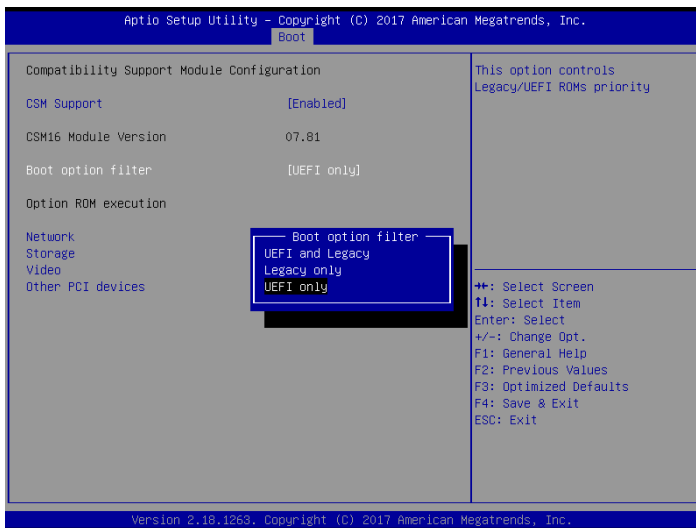 Aptio Setup Utility – Copyright (C) 2017 American Megatrends, Inc.
Boot
Compatibility Support Module Configuration
CSM Support [Enabled]
CSM16 Module Version 07.81
Boot option filter [UEFI only]
Option ROM execution
Network
Storage
Video
Other PCI devices
Boot option filter
UEFI and Legacy
Legacy only
UEFI only
This option controls
Legacy/UEFI ROMs priority
→←: Select Screen
↑↓: Select Item
Enter: Select
+/-: Change Opt.
F1: General Help
F2: Previous Values
F3: Optimized Defaults
F4: Save & Exit
ESC: Exit
Version 2.18.1263. Copyright (C) 2017 American Megatrends, Inc.